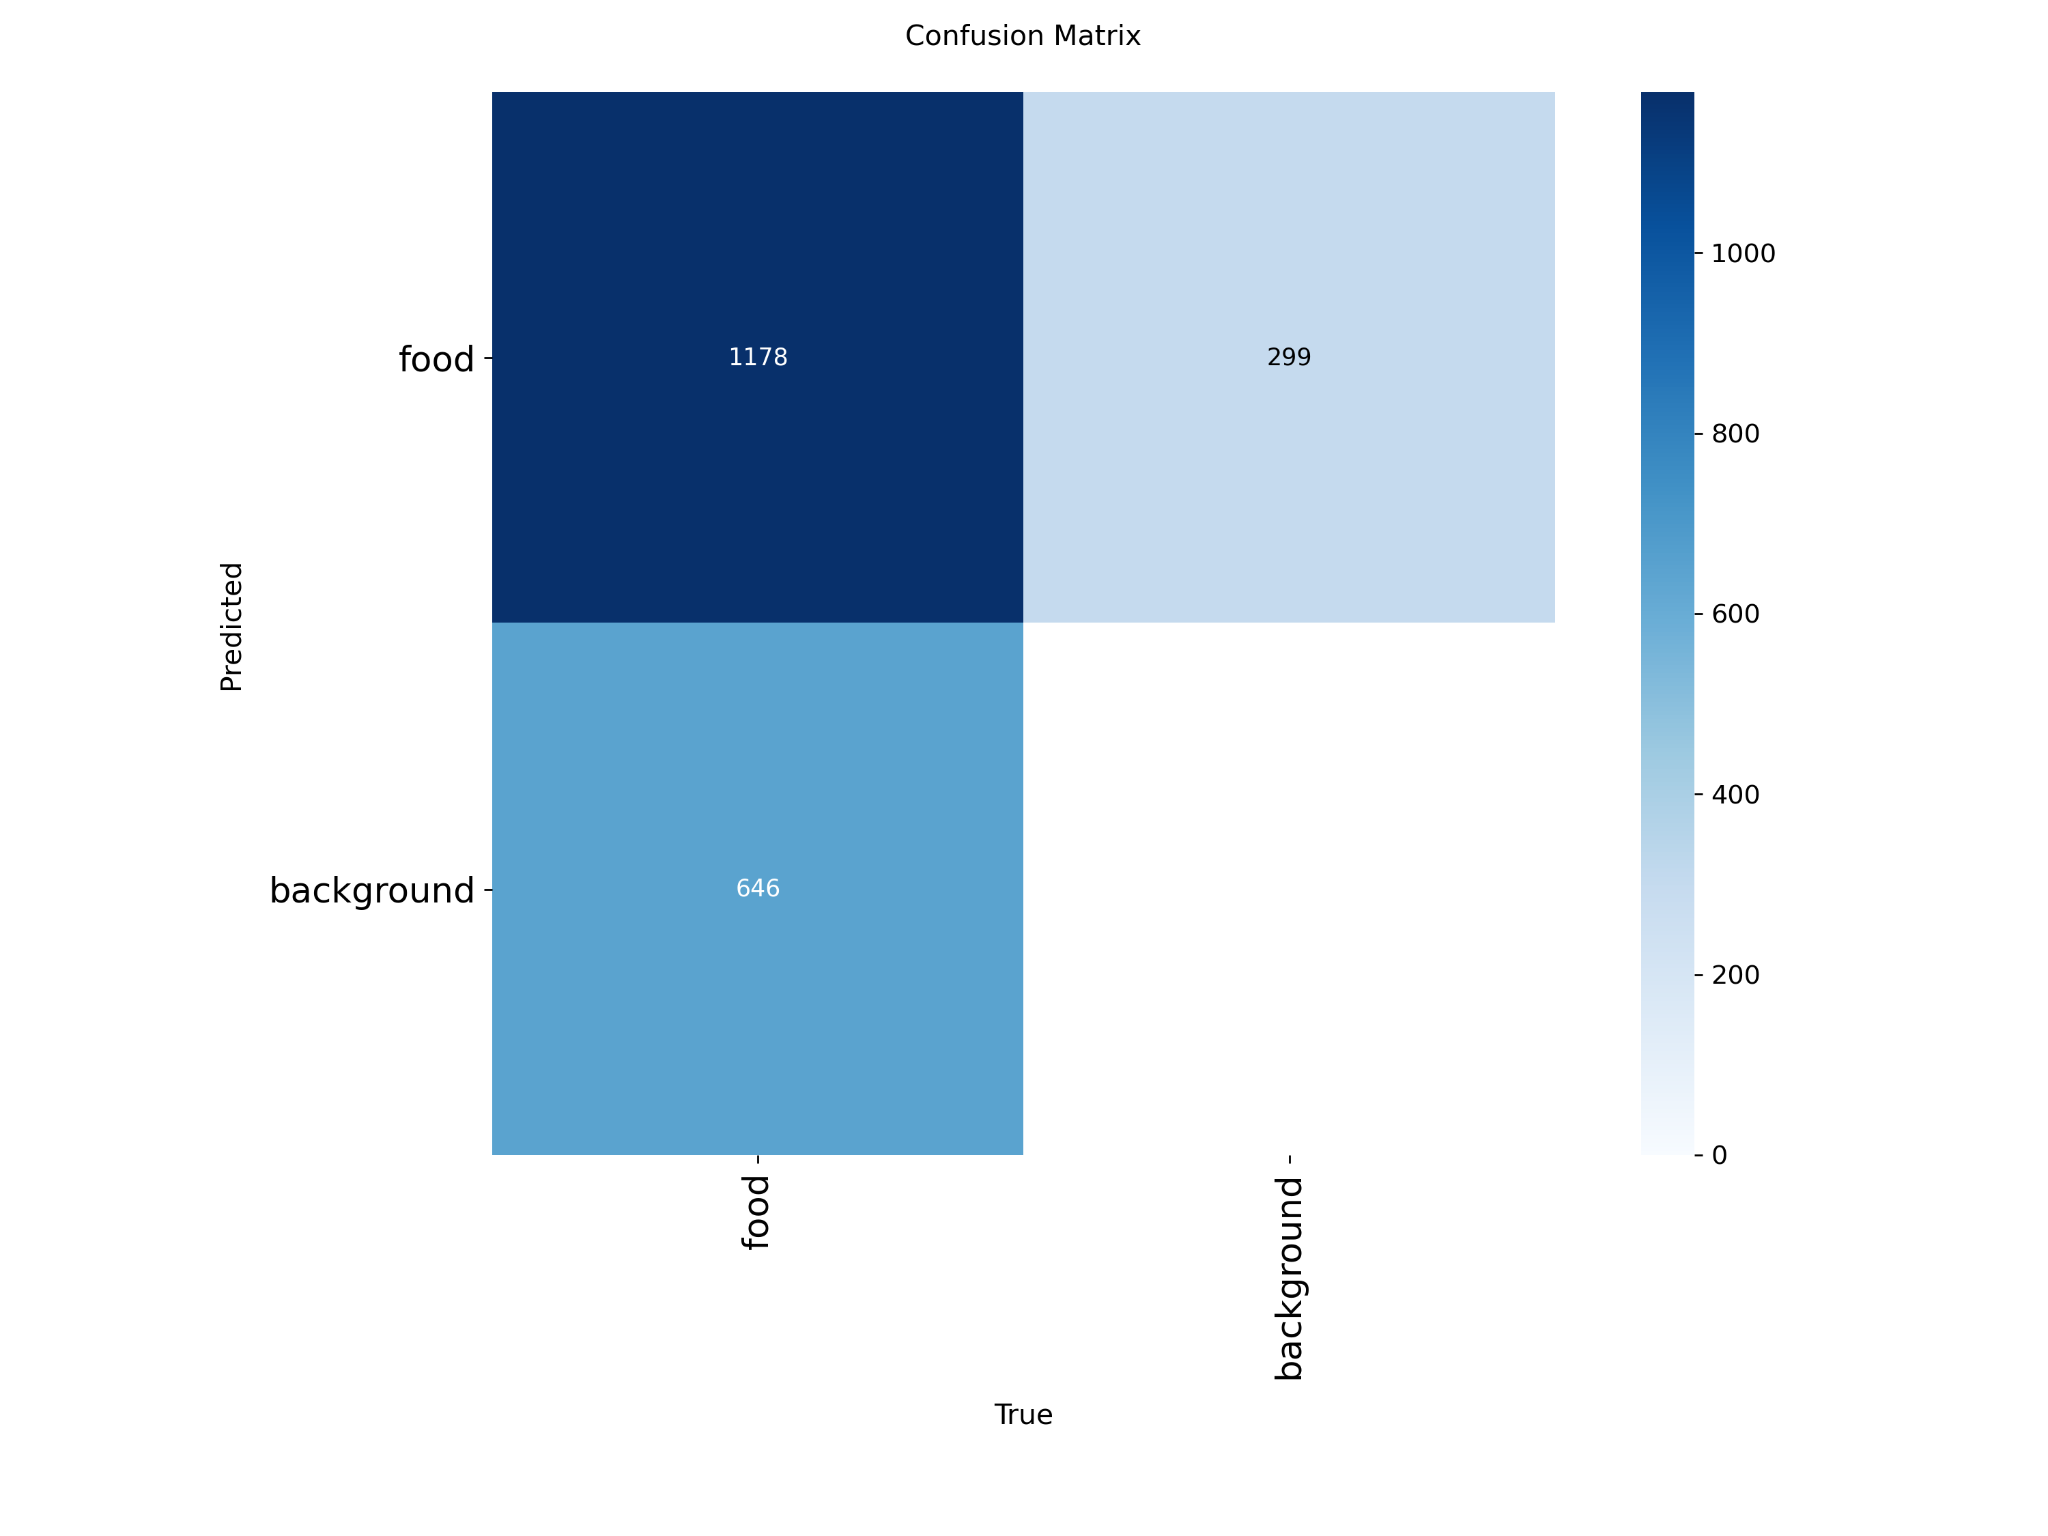 Confusion Matrix
food
1178
299
1000
800
600
400
200
0
Predicted
background
646
food
background
True